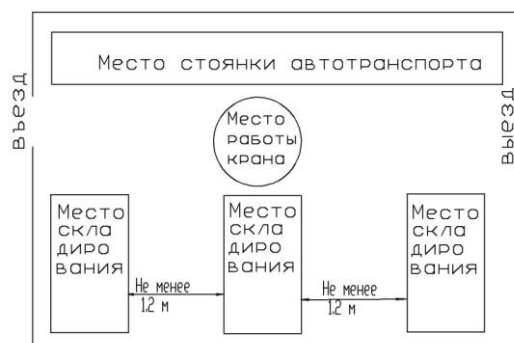 Место стоянки автотранспорта
въезд
выезд
Место
работы
крана
Место
скла
диро
вания
Место
скла
диро
вания
Место
скла
диро
вания
Не менее
1.2 м
Не менее
1.2 м